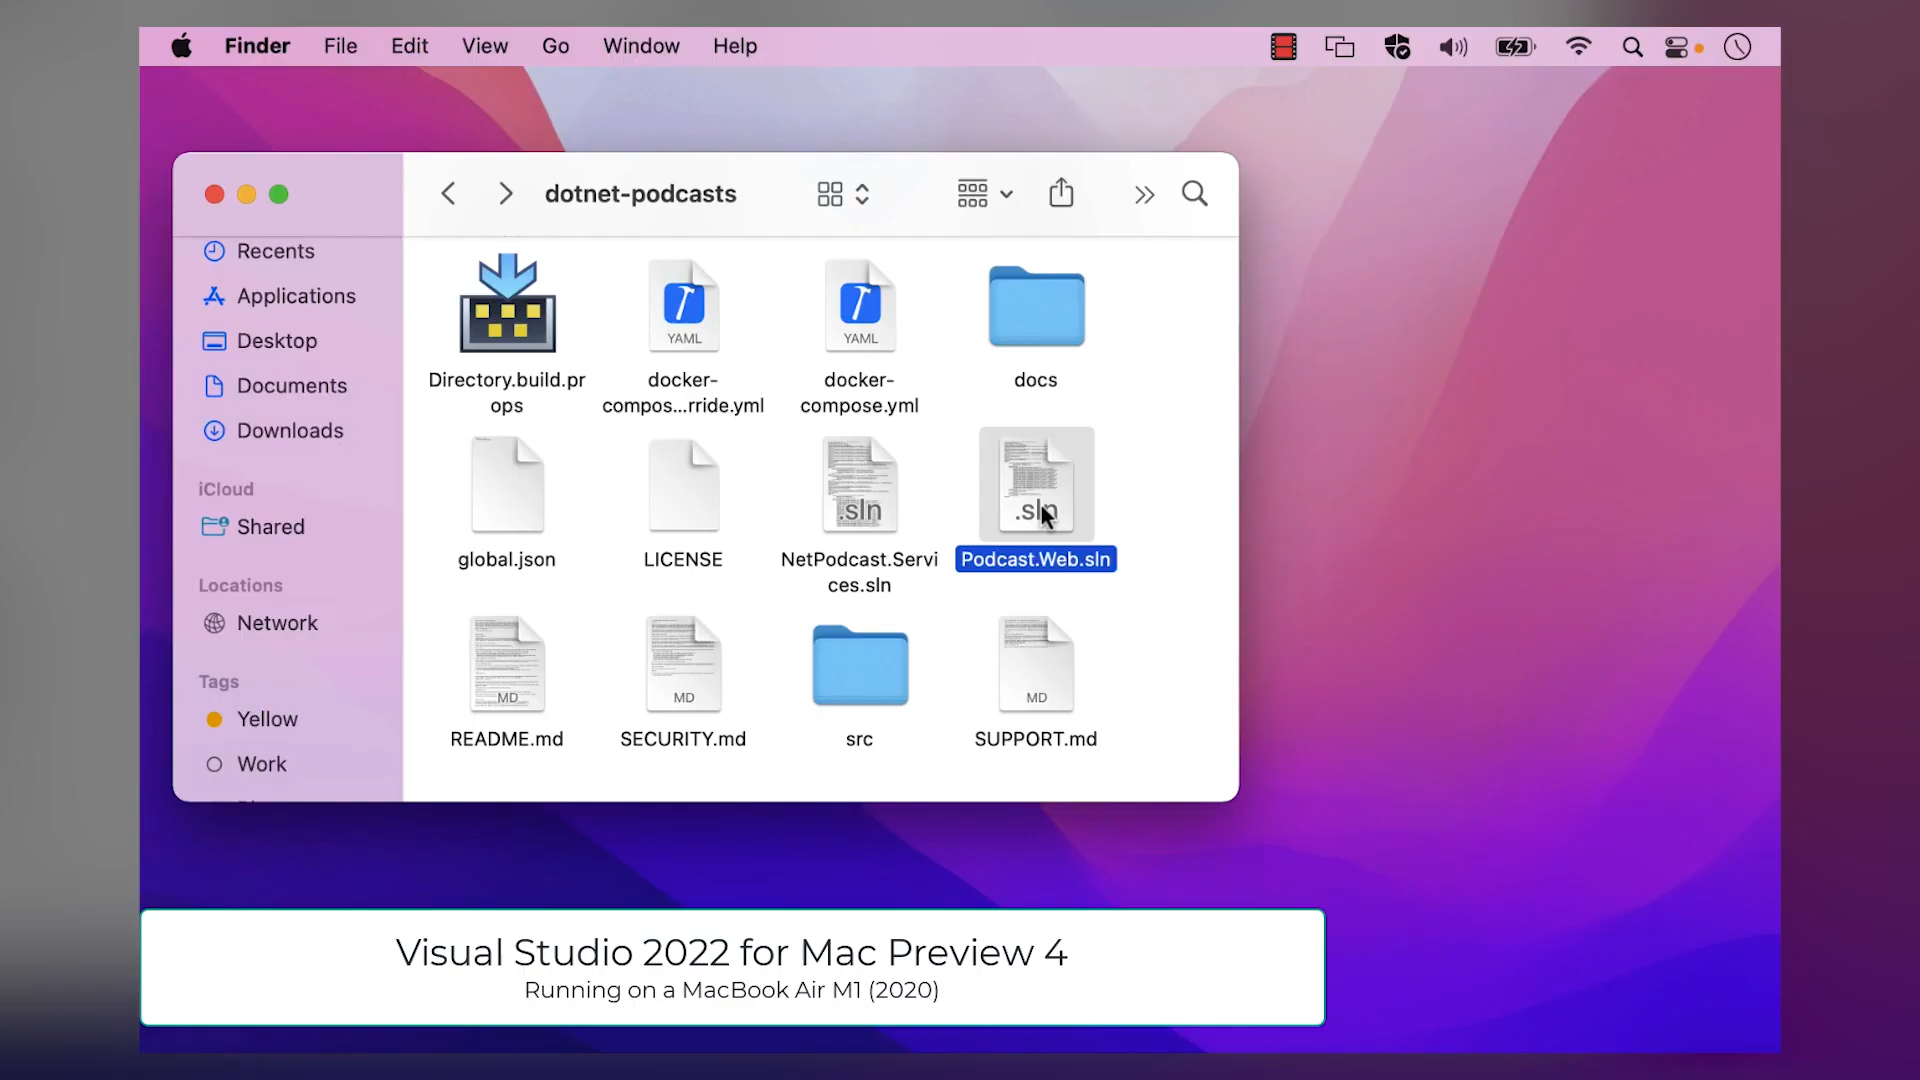 Finder File Edit View Go Window Help
dotnet-podcasts
Recents
Applications
Desktop
Documents
Downloads
iCloud
Shared
Locations
Network
Tags
Yellow
Work
YAML
YAML
Directory.build.pr
ops
docker-
compos...rride.yml
docker-
compose.yml
docs
.sln
.sln
global.json
LICENSE
NetPodcast.Servi
ces.sln
Podcast.Web.sln
MD
MD
MD
README.md
SECURITY.md
src
SUPPORT.md
Visual Studio 2022 for Mac Preview 4
Running on a MacBook Air M1 (2020)